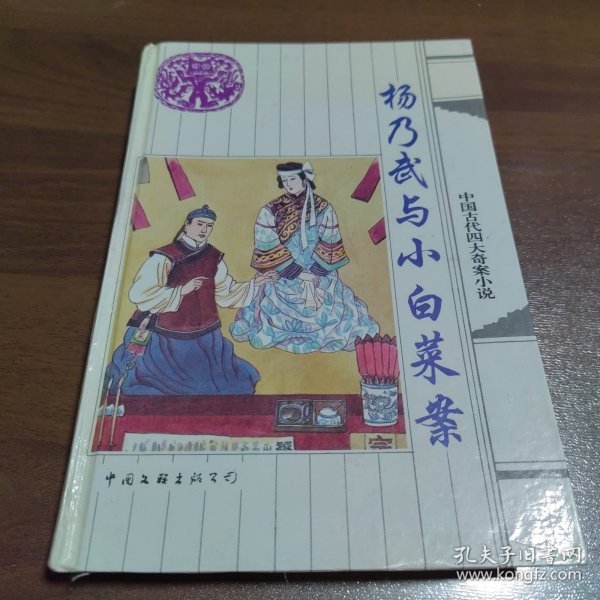 杨乃武与小白菜案
中国古代四大奇案小说
中国文联出版公司
孔夫子旧书网
www.kongfz.com